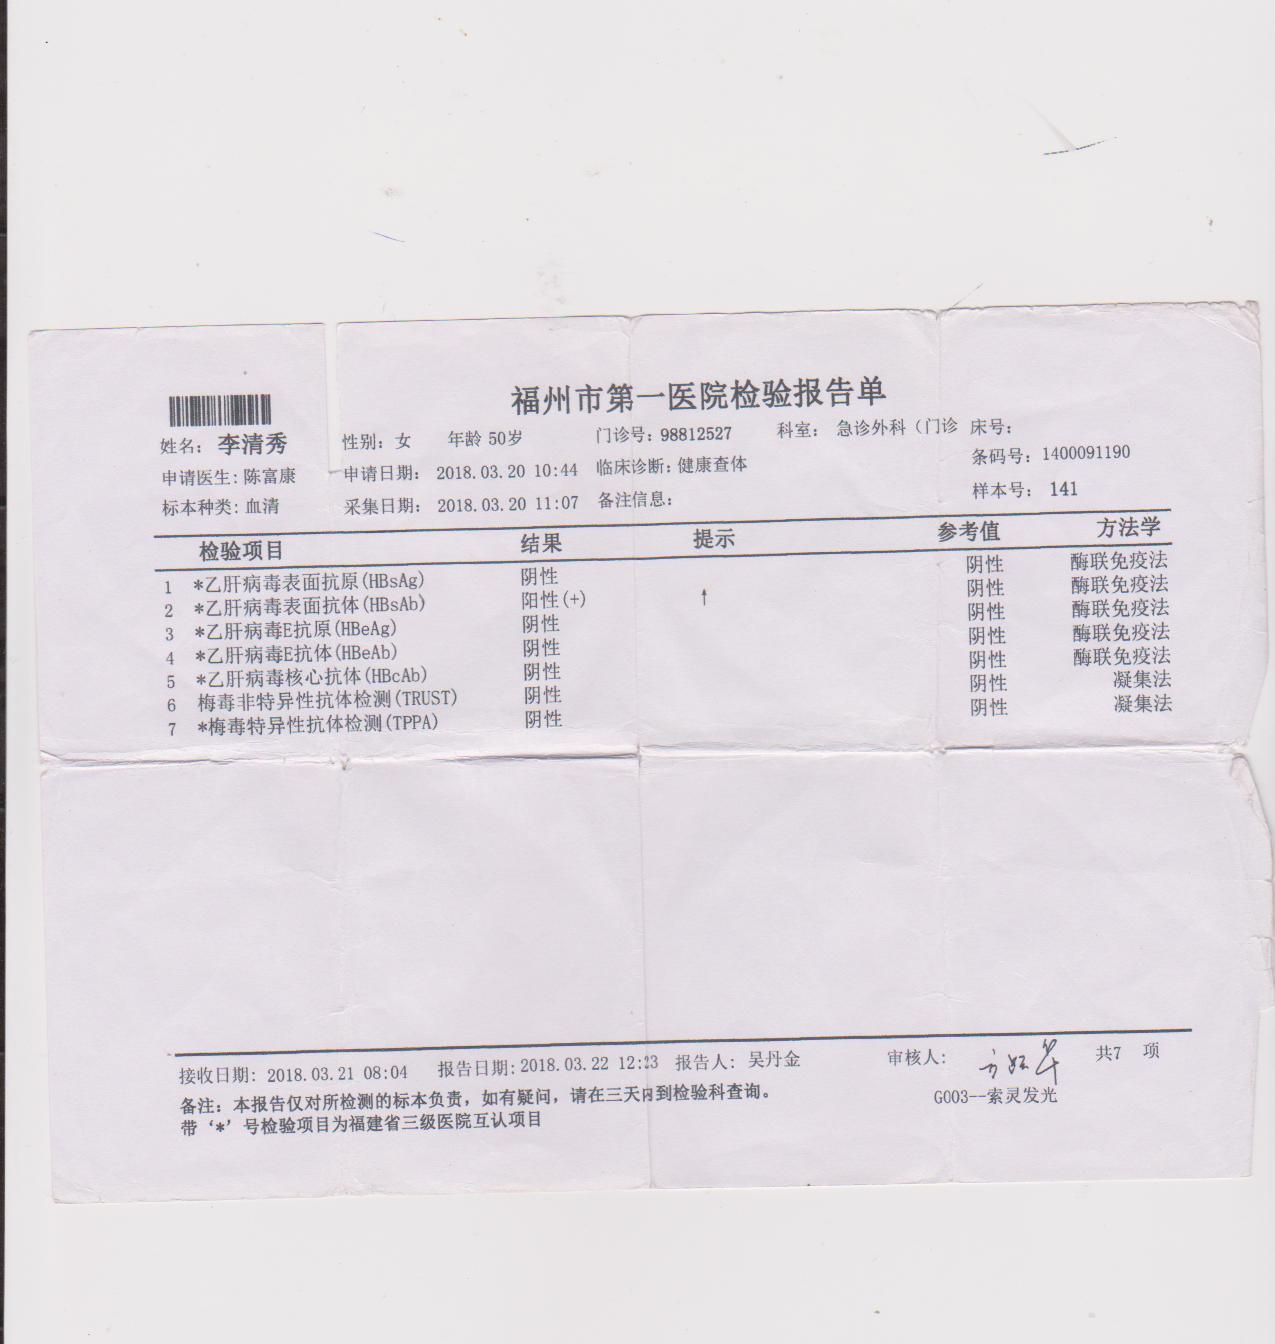 福州市第一医院检验报告单
姓名: 李清秀 性别: 女 年龄 50岁 门诊号: 98812527 科室: 急诊外科（门诊 床号:
申请医生: 陈富康 申请日期: 2018.03.20 10:44 临床诊断: 健康查体 条码号: 1400091190
标本种类: 血清 采集日期: 2018.03.20 11:07 备注信息: 样本号: 141
检验项目 结果 提示 参考值 方法学
1 *乙肝病毒表面抗原(HBsAg) 阴性 阴性 酶联免疫法
2 *乙肝病毒表面抗体(HBsAb) 阳性(+) ↑ 阴性 酶联免疫法
3 *乙肝病毒E抗原(HBeAg) 阴性 阴性 酶联免疫法
4 *乙肝病毒E抗体(HBeAb) 阴性 阴性 酶联免疫法
5 *乙肝病毒核心抗体(HBcAb) 阴性 阴性 酶联免疫法
6 梅毒非特异性抗体检测(TRUST) 阴性 阴性 凝集法
7 *梅毒特异性抗体检测(TPPA) 阴性 阴性 凝集法
接收日期: 2018.03.21 08:04 报告日期: 2018.03.22 12:23 报告人: 吴丹金 审核人: 共7 项
备注: 本报告仅对所检测的标本负责，如有疑问，请在三天内到检验科查询。 G003--索灵发光
带‘*’号检验项目为福建省三级医院互认项目